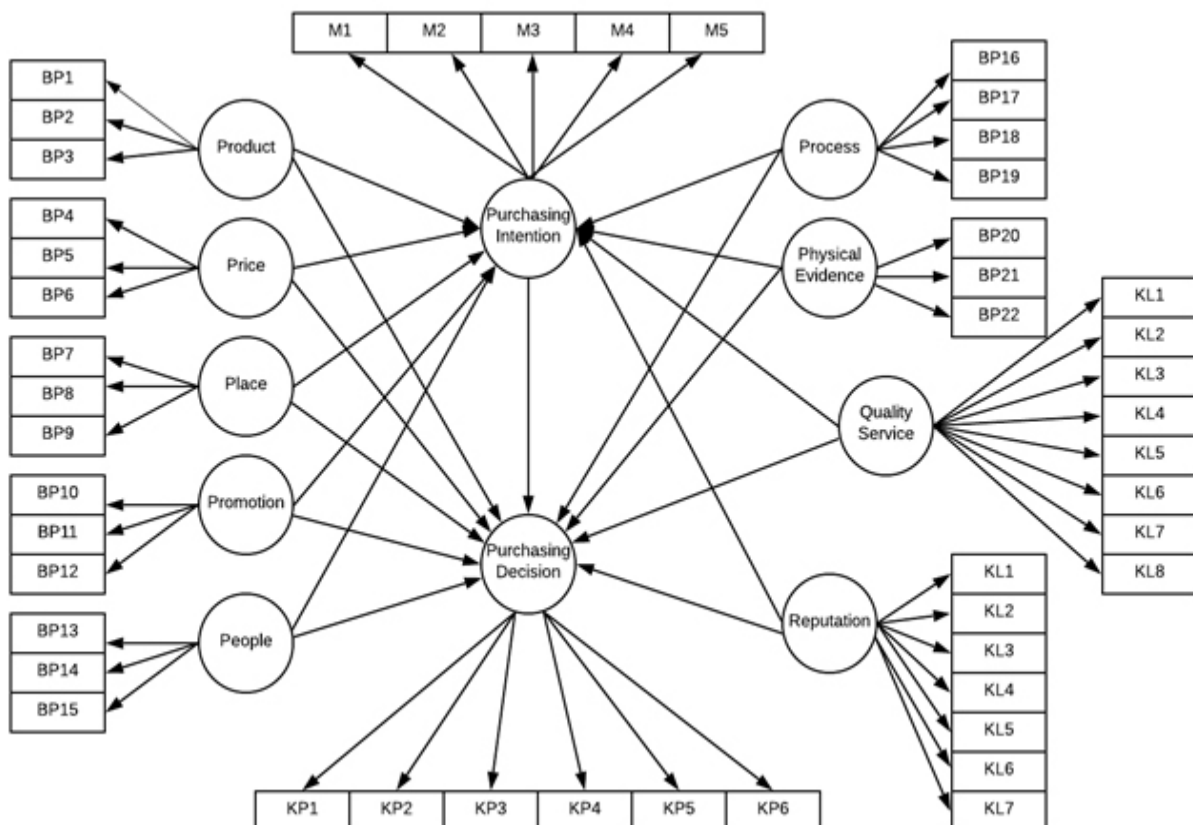 M1 M2 M3 M4 M5
BP1
BP2
BP3
Product
BP4
BP5
BP6
Price
BP7
BP8
BP9
Place
BP10
BP11
BP12
Promotion
BP13
BP14
BP15
People
Purchasing
Intention
Purchasing
Decision
KP1 KP2 KP3 KP4 KP5 KP6
Process
BP16
BP17
BP18
BP19
Physical
Evidence
BP20
BP21
BP22
Quality
Service
KL1
KL2
KL3
KL4
KL5
KL6
KL7
KL8
Reputation
KL1
KL2
KL3
KL4
KL5
KL6
KL7